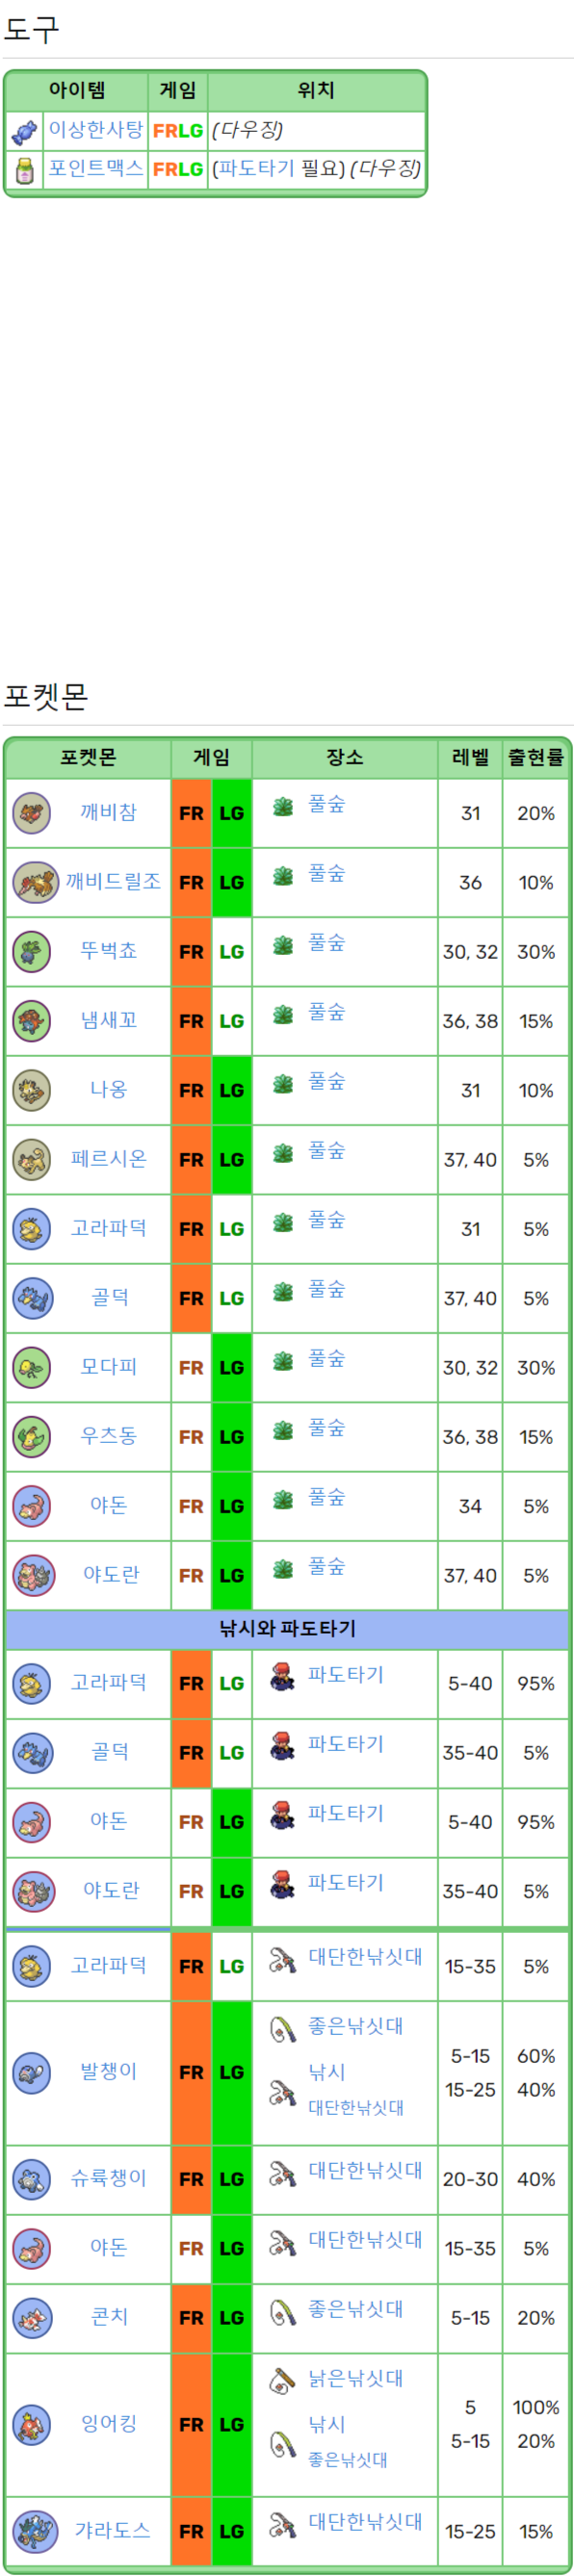 도구
아이템 게임 위치
이상한사탕 FRLG (다우징)
포인트맥스 FRLG (파도타기 필요) (다우징)
포켓몬
포켓몬 게임 장소 레벨 출현률
깨비참 FR LG 풀숲 31 20%
깨비드릴조 FR LG 풀숲 36 10%
뚜벅쵸 FR LG 풀숲 30, 32 30%
냄새꼬 FR LG 풀숲 36, 38 15%
나옹 FR LG 풀숲 31 10%
페르시온 FR LG 풀숲 37, 40 5%
고라파덕 FR LG 풀숲 31 5%
골덕 FR LG 풀숲 37, 40 5%
모다피 FR LG 풀숲 30, 32 30%
우츠동 FR LG 풀숲 36, 38 15%
야돈 FR LG 풀숲 34 5%
야도란 FR LG 풀숲 37, 40 5%
낚시와 파도타기
고라파덕 FR LG 파도타기 5-40 95%
골덕 FR LG 파도타기 35-40 5%
야돈 FR LG 파도타기 5-40 95%
야도란 FR LG 파도타기 35-40 5%
고라파덕 FR LG 대단한낚싯대 15-35 5%
발챙이 FR LG 좋은낚싯대 5-15 60%
낚시 15-25 40%
대단한낚싯대
슈륙챙이 FR LG 대단한낚싯대 20-30 40%
야돈 FR LG 대단한낚싯대 15-35 5%
콘치 FR LG 좋은낚싯대 5-15 20%
잉어킹 FR LG 낡은낚싯대 5 100%
낚시 5-15 20%
좋은낚싯대
갸라도스 FR LG 대단한낚싯대 15-25 15%